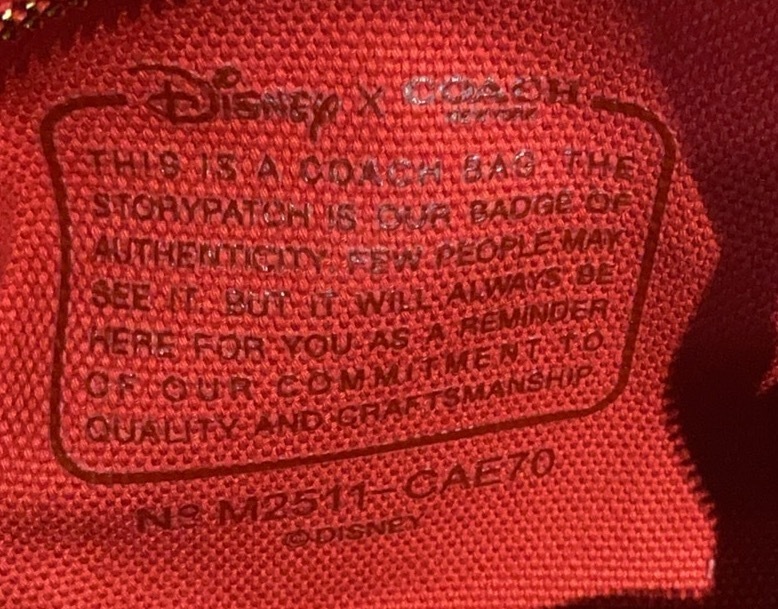 Disney X COACH
NEW YORK
THIS IS A COACH BAG THE
STORYPATCH IS OUR BADGE OF
AUTHENTICITY. FEW PEOPLE MAY
SEE IT. BUT IT WILL ALWAYS BE
HERE FOR YOU AS A REMINDER
OF OUR COMMITMENT TO
QUALITY AND CRAFTSMANSHIP.
Nº M2511-CAE70
©DISNEY